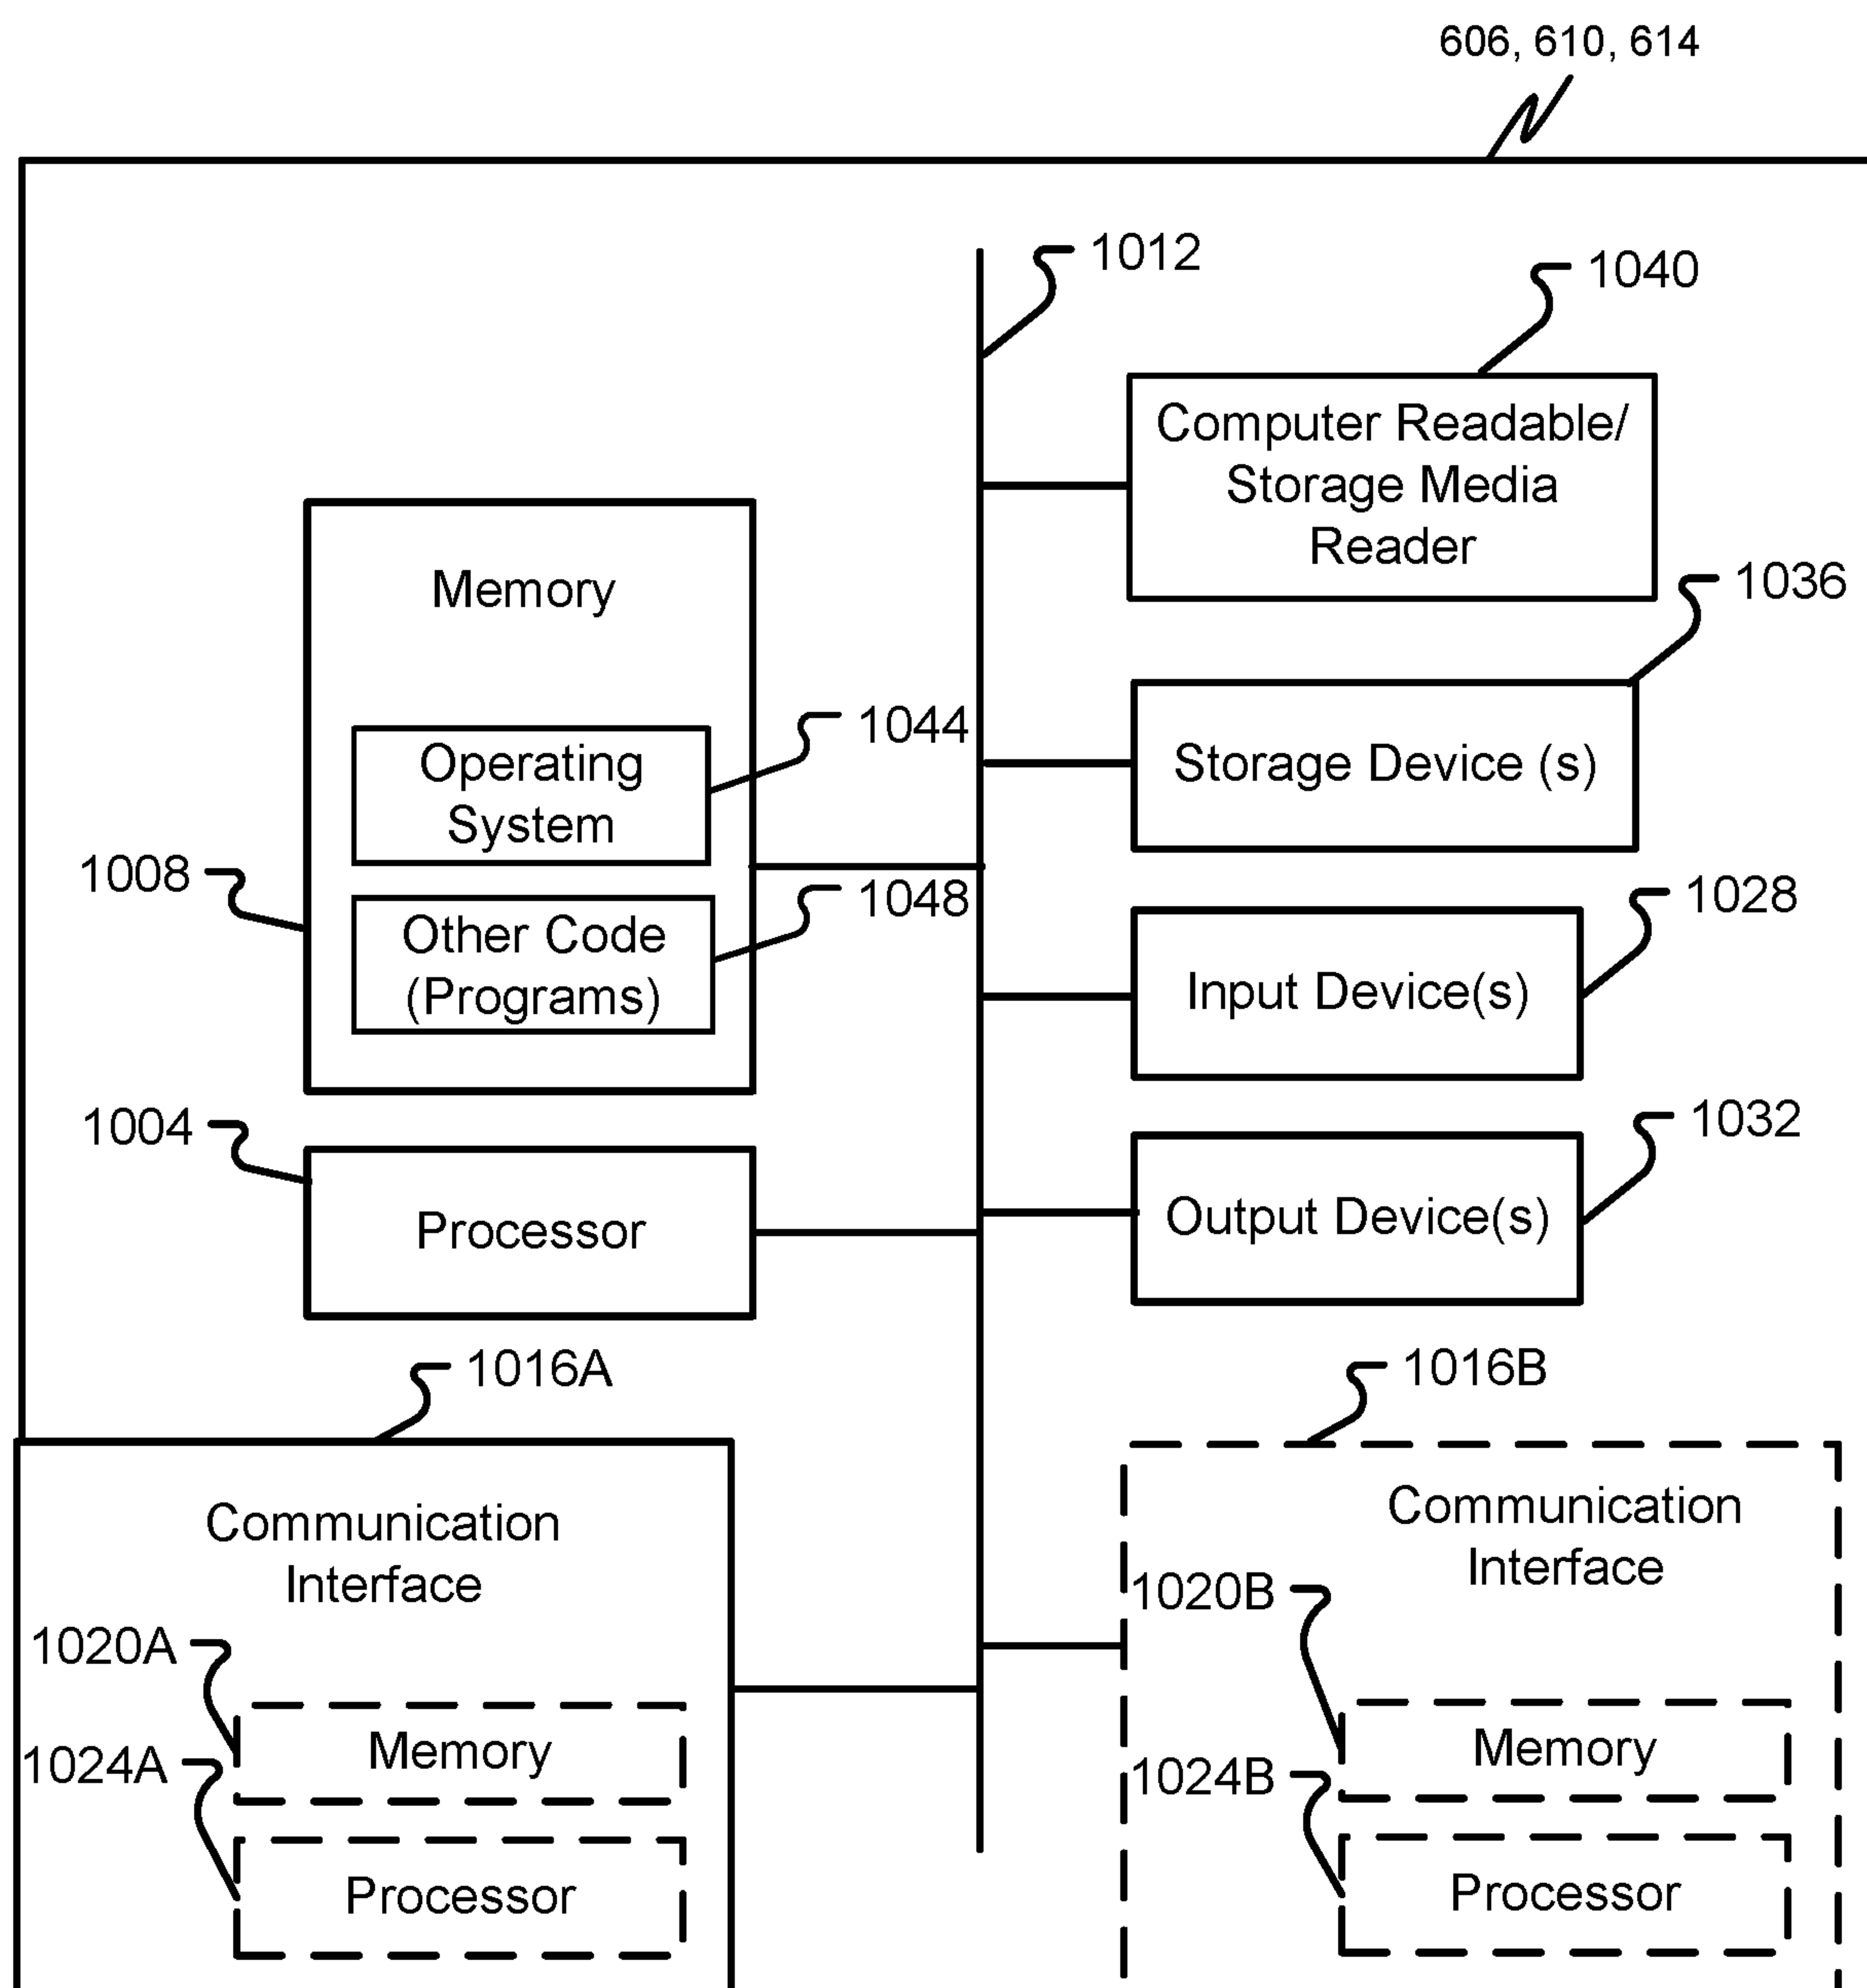 606, 610, 614
1012
1040
Computer Readable/
Storage Media
Reader
1036
Memory
1044
Operating
System
Storage Device (s)
1008
1048
Other Code
(Programs)
1028
Input Device(s)
1004
Processor
1032
Output Device(s)
1016A
Communication
Interface
1020A
Memory
1024A
Processor
1016B
Communication
Interface
1020B
Memory
1024B
Processor